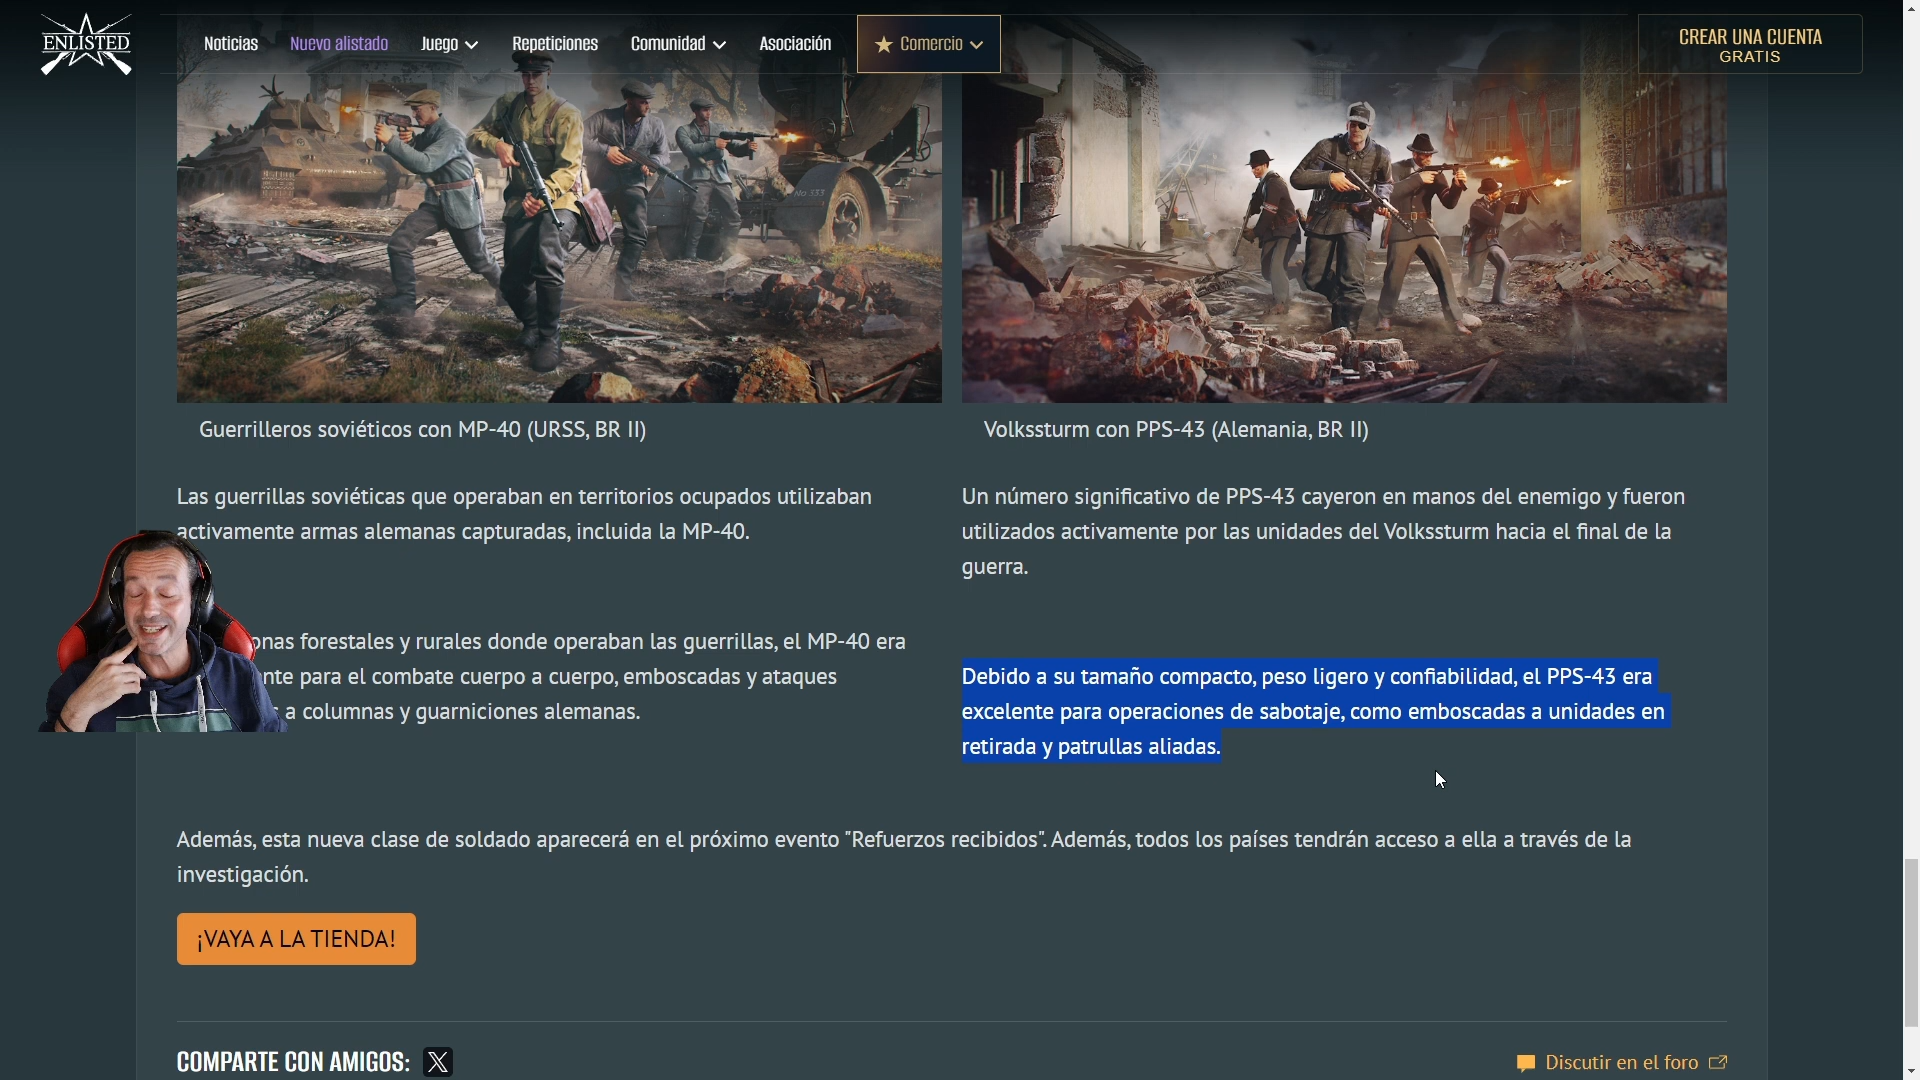 ENLISTED
Noticias
Nuevo alistado
Juego
Repeticiones
Comunidad
Asociación
Comercio
CREAR UNA CUENTA
GRATIS
No 333
Guerrilleros soviéticos con MP-40 (URSS, BR II)
Las guerrillas soviéticas que operaban en territorios ocupados utilizaban
activamente armas alemanas capturadas, incluida la MP-40.
onas forestales y rurales donde operaban las guerrillas, el MP-40 era
nte para el combate cuerpo a cuerpo, emboscadas y ataques
a columnas y guarniciones alemanas.
Volkssturm con PPS-43 (Alemania, BR II)
Un número significativo de PPS-43 cayeron en manos del enemigo y fueron
utilizados activamente por las unidades del Volkssturm hacia el final de la
guerra.
Debido a su tamaño compacto, peso ligero y confiabilidad, el PPS-43 era
excelente para operaciones de sabotaje, como emboscadas a unidades en
retirada y patrullas aliadas.
Además, esta nueva clase de soldado aparecerá en el próximo evento "Refuerzos recibidos". Además, todos los países tendrán acceso a ella a través de la
investigación.
¡VAYA A LA TIENDA!
COMPARTE CON AMIGOS:
Discutir en el foro